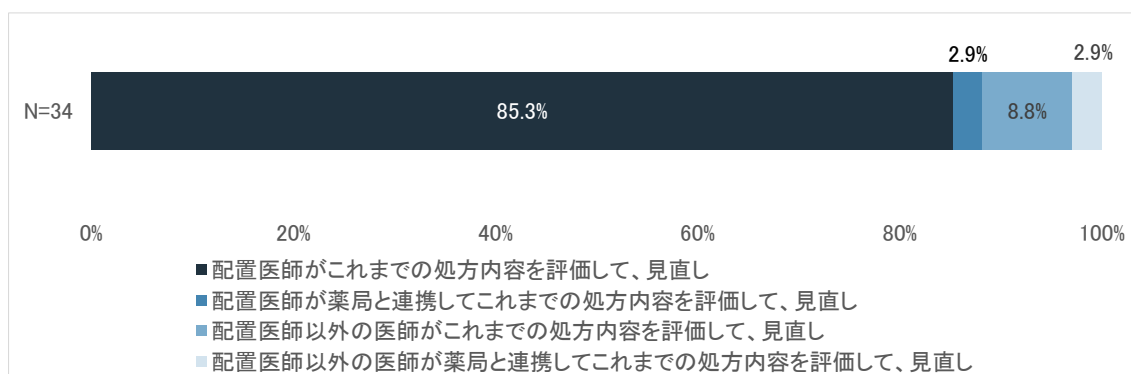 2.9% 2.9%
N=34 85.3% 8.8%
0% 20% 40% 60% 80% 100%
■配置医師がこれまでの処方内容を評価して、見直し
■配置医師が薬局と連携してこれまでの処方内容を評価して、見直し
■配置医師以外の医師がこれまでの処方内容を評価して、見直し
■配置医師以外の医師が薬局と連携してこれまでの処方内容を評価して、見直し